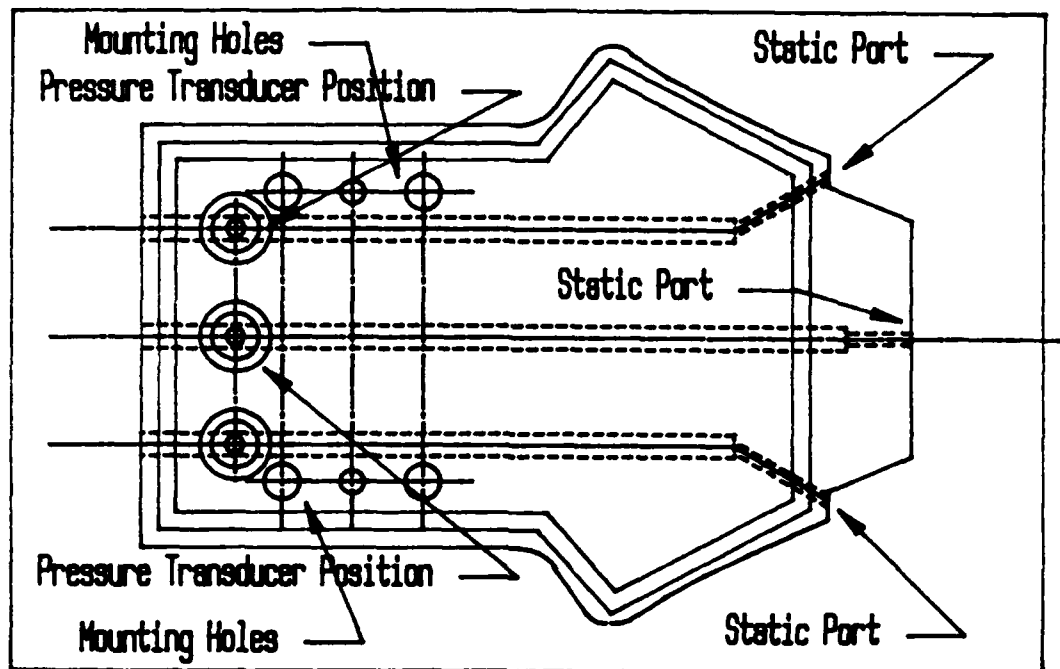 Mounting Holes
Static Port
Pressure Transducer Position
Static Port
Pressure Transducer Position
Mounting Holes
Static Port